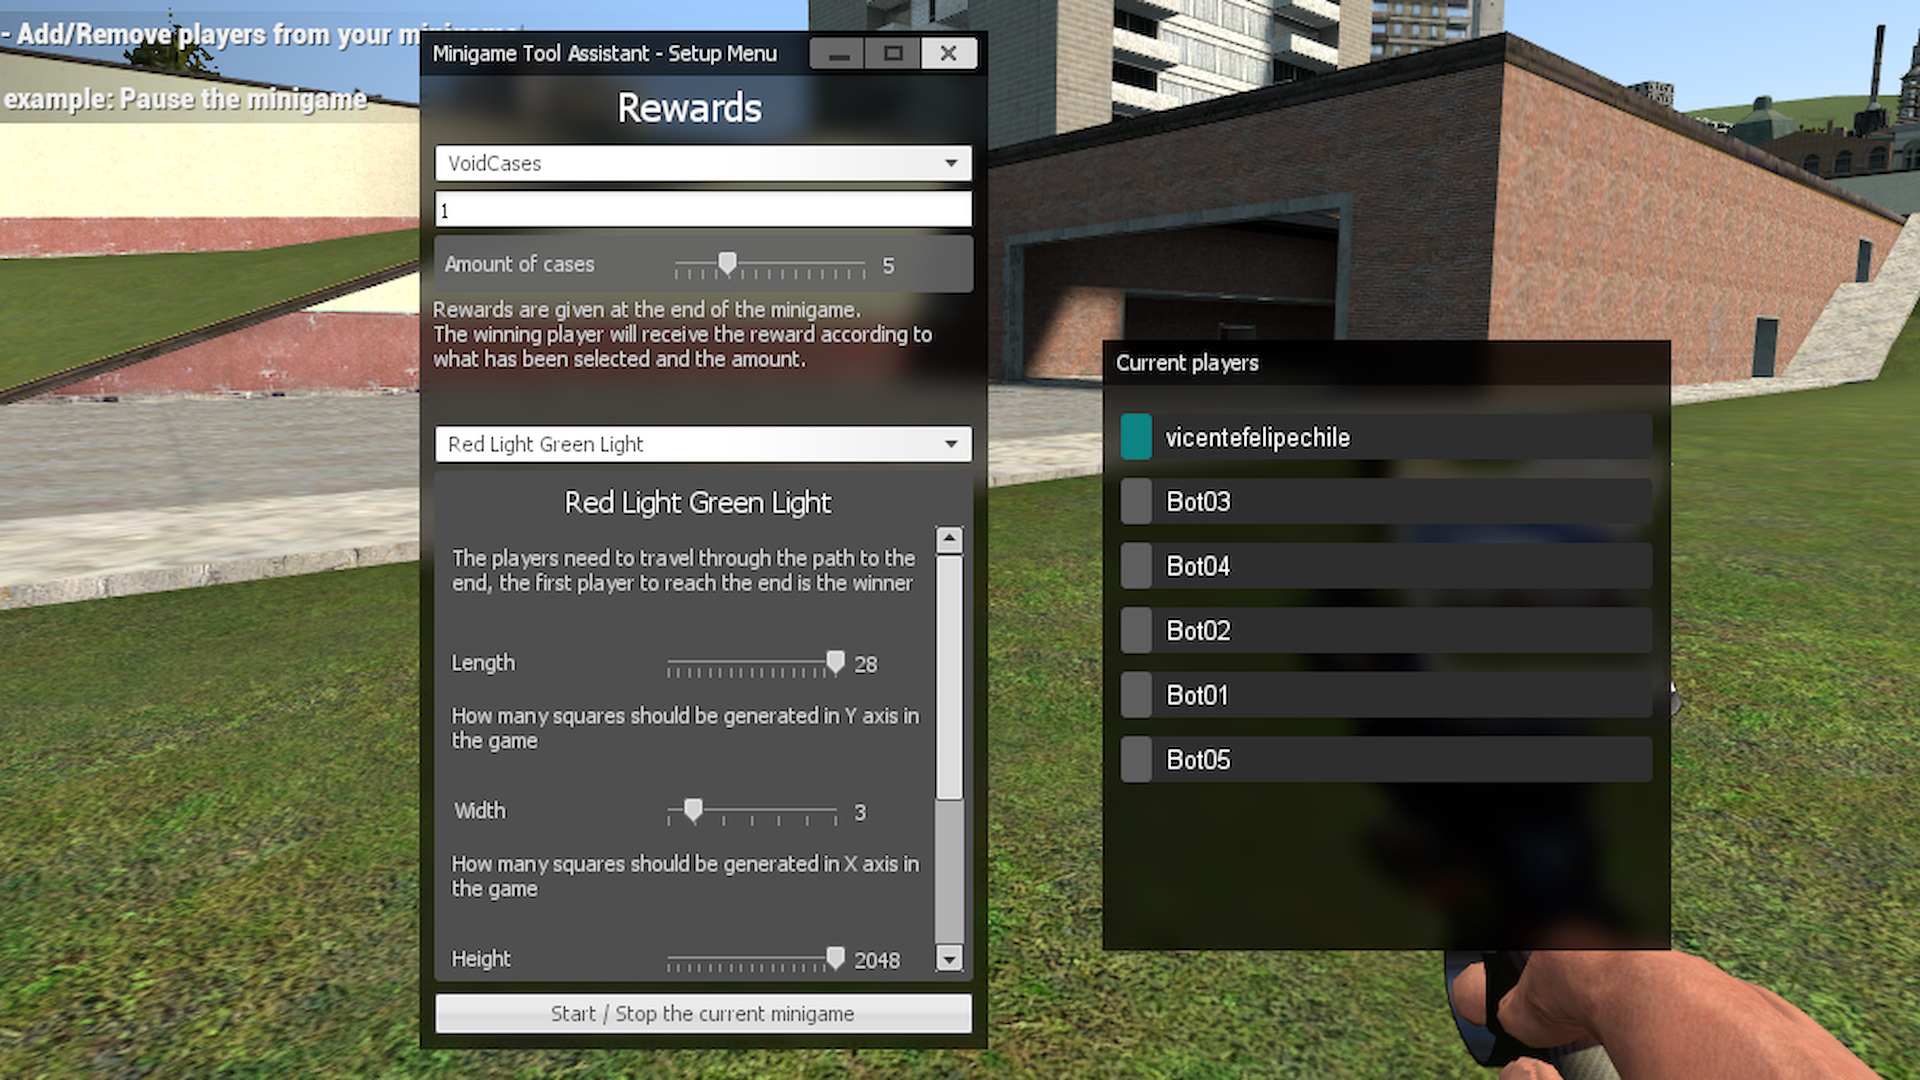 - Add/Remove players from your minigame
example: Pause the minigame
Minigame Tool Assistant - Setup Menu
Rewards
VoidCases
1
Amount of cases 5
Rewards are given at the end of the minigame.
The winning player will receive the reward according to
what has been selected and the amount.
Red Light Green Light
Red Light Green Light
The players need to travel through the path to the
end, the first player to reach the end is the winner
Length 28
How many squares should be generated in Y axis in
the game
Width 3
How many squares should be generated in X axis in
the game
Height 2048
Start / Stop the current minigame
Current players
vicentefelipechile
Bot03
Bot04
Bot02
Bot01
Bot05